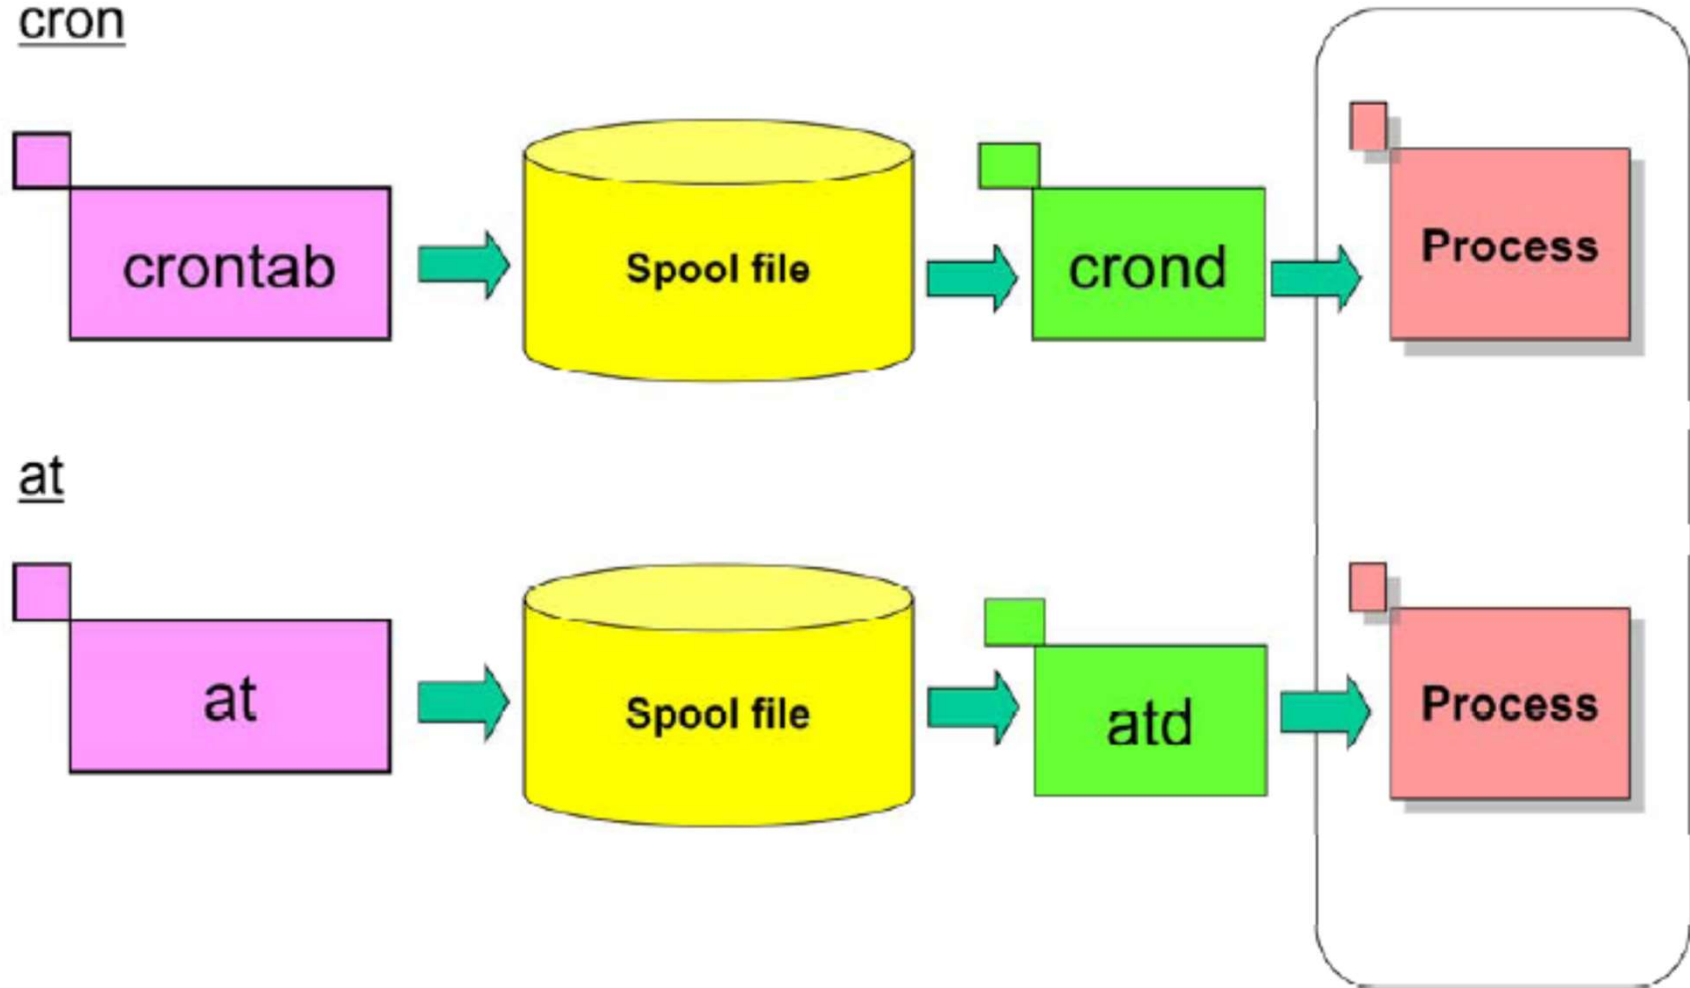 cron
crontab
Spool file
crond
Process
at
at
Spool file
atd
Process